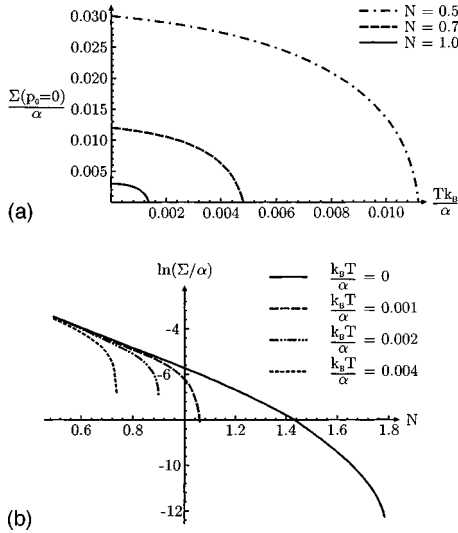 0.030
0.025
0.020
0.015
0.010
0.005
Σ(p₀=0)
α
N = 0.5
N = 0.7
N = 1.0
0.002 0.004 0.006 0.008 0.010
Tk_B
α
(a)
ln(Σ/α)
k_BT
α = 0
k_BT
α = 0.001
k_BT
α = 0.002
k_BT
α = 0.004
-4
-6
0.6 0.8 1.0 1.2 1.4 1.6 1.8 N
-10
-12
(b)